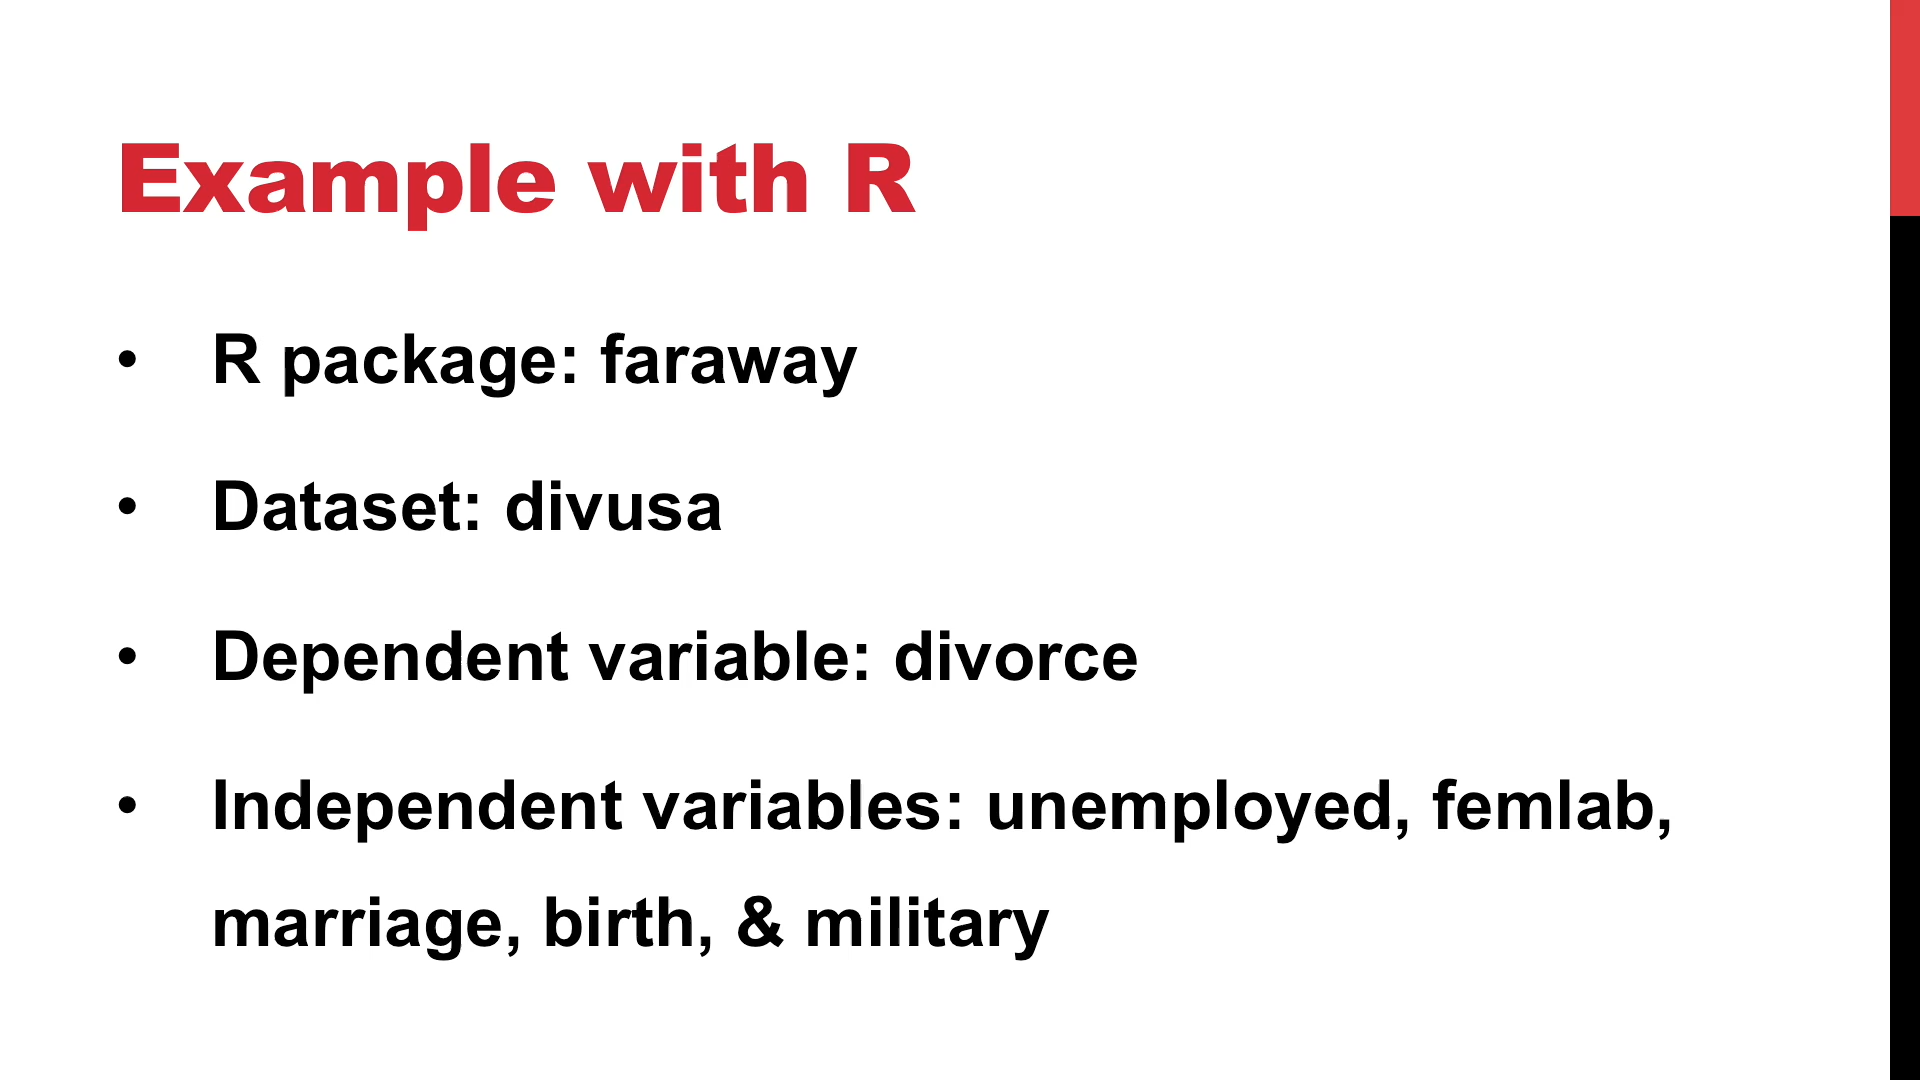 Example with R
• R package: faraway
• Dataset: divusa
• Dependent variable: divorce
• Independent variables: unemployed, femlab,
marriage, birth, & military